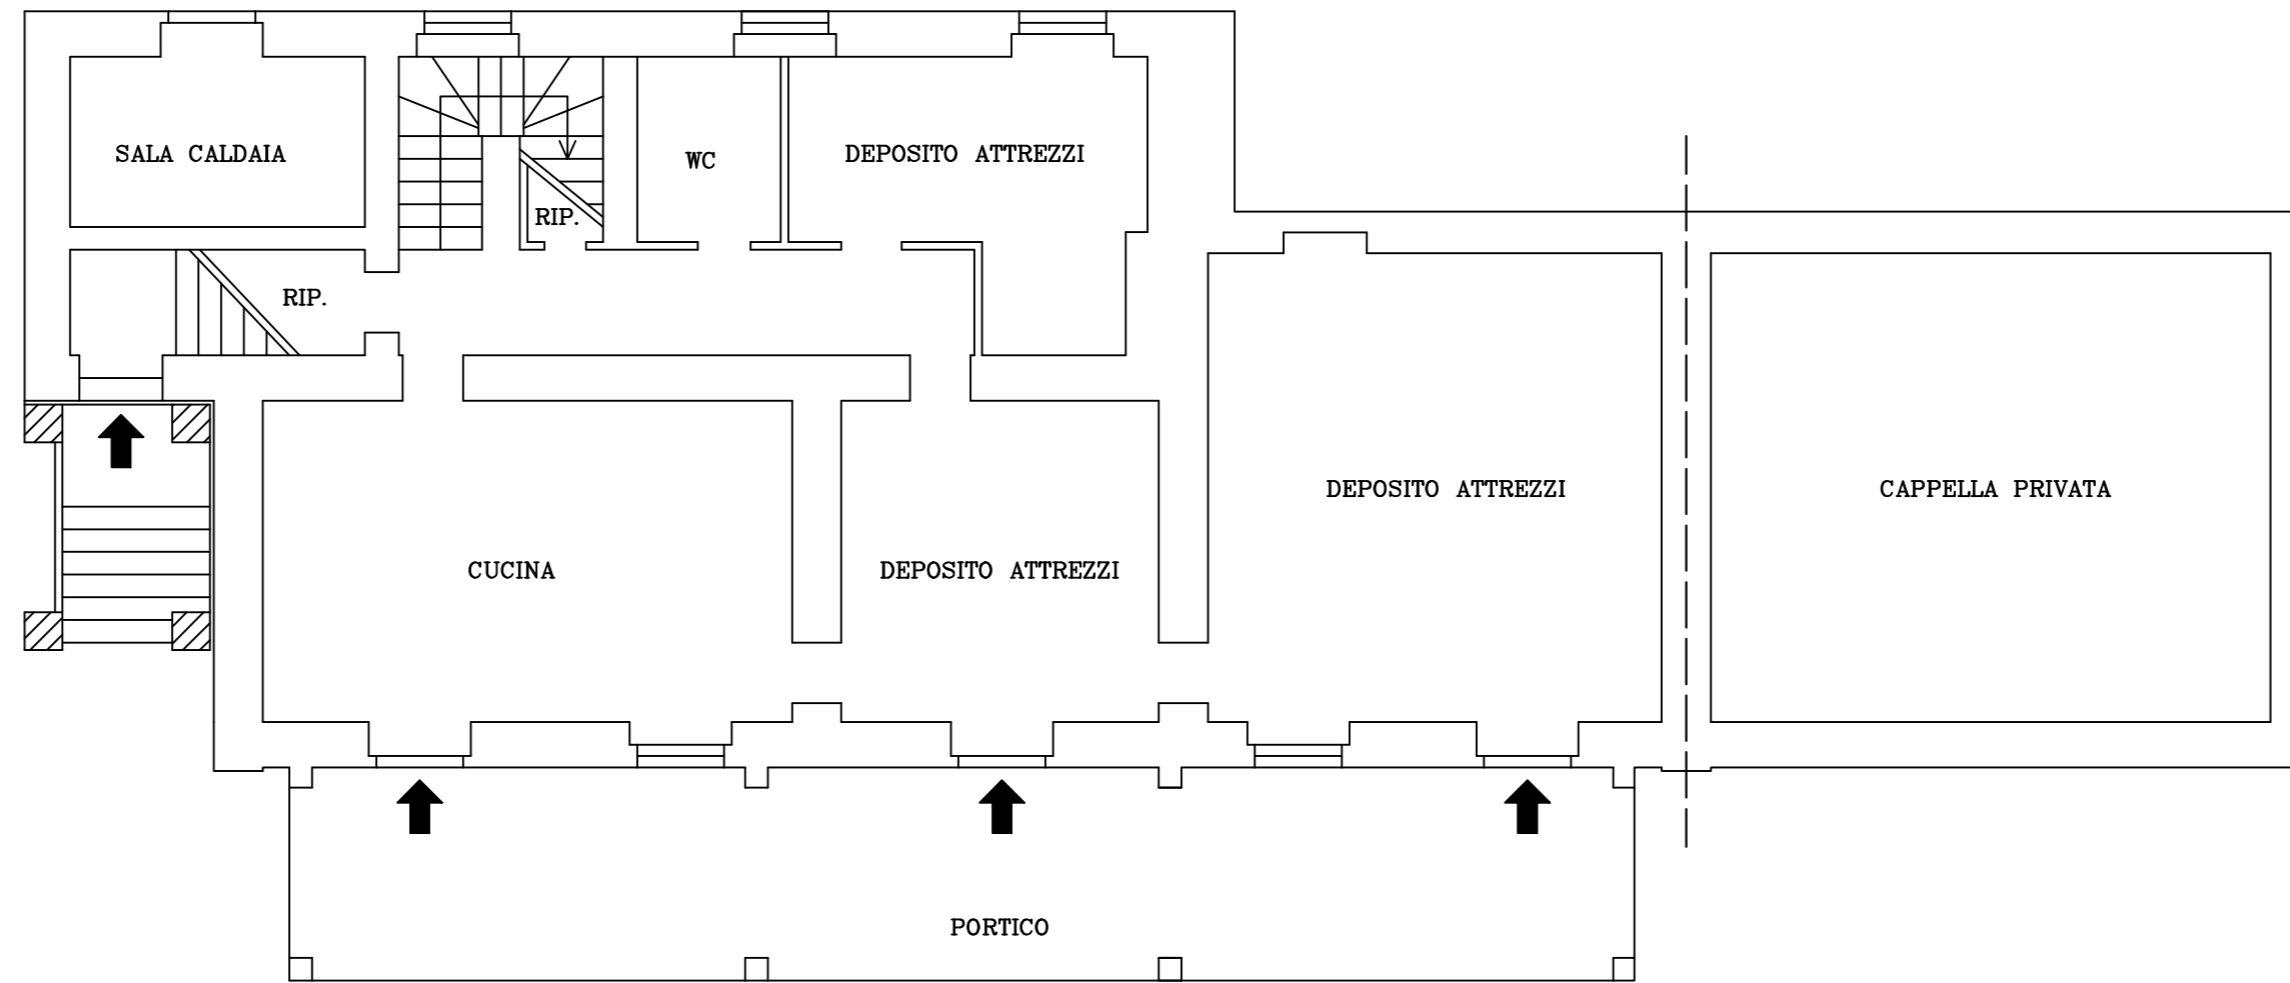 SALA CALDAIA
WC
DEPOSITO ATTREZZI
RIP.
RIP.
DEPOSITO ATTREZZI
CAPPELLA PRIVATA
CUCINA
DEPOSITO ATTREZZI
PORTICO